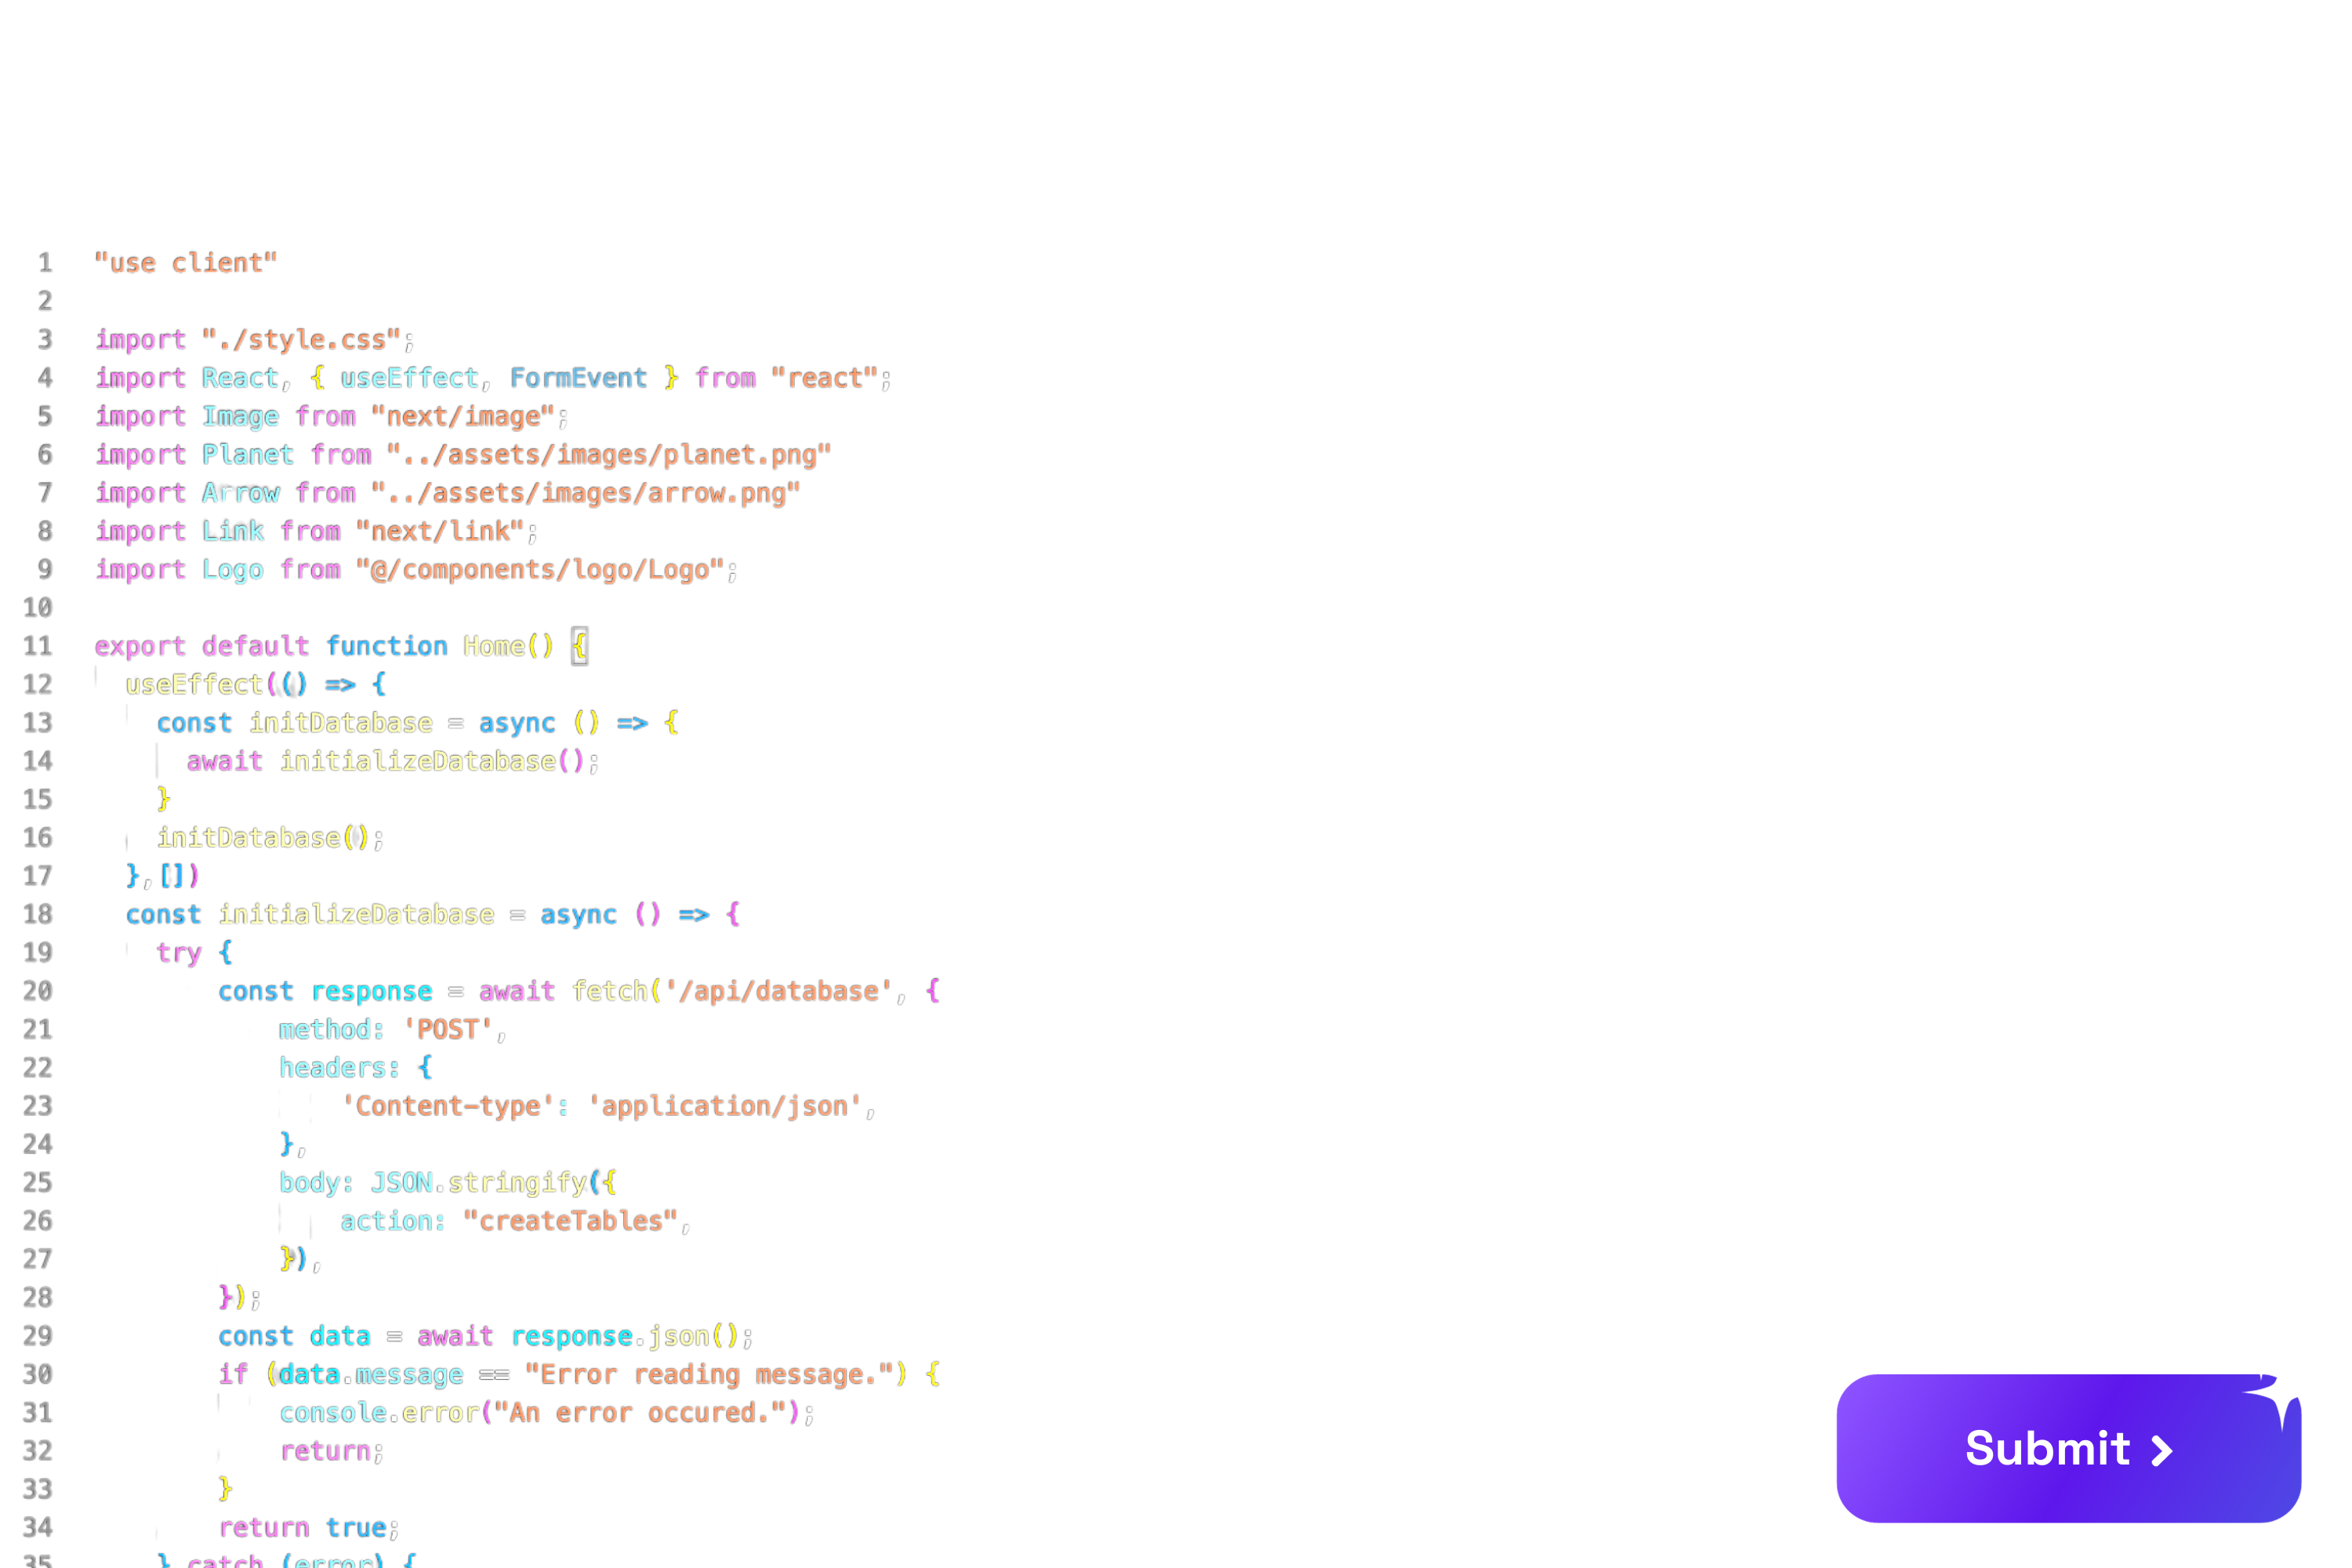 1 "use client"
2
3 import "./style.css";
4 import React, { useEffect, FormEvent } from "react";
5 import Image from "next/image";
6 import Planet from "../assets/images/planet.png"
7 import Arrow from "../assets/images/arrow.png"
8 import Link from "next/link";
9 import Logo from "@/components/logo/Logo";
10
11 export default function Home() {
12 useEffect(() => {
13 const initDatabase = async () => {
14 await initializeDatabase();
15 }
16 initDatabase();
17 },[])
18 const initializeDatabase = async () => {
19 try {
20 const response = await fetch('/api/database', {
21 method: 'POST',
22 headers: {
23 'Content-type': 'application/json',
24 },
25 body: JSON.stringify({
26 action: "createTables",
27 }),
28 });
29 const data = await response.json();
30 if (data.message == "Error reading message.") {
31 console.error("An error occured.");
32 return;
33 }
34 return true;
35 } catch (error) {
Submit